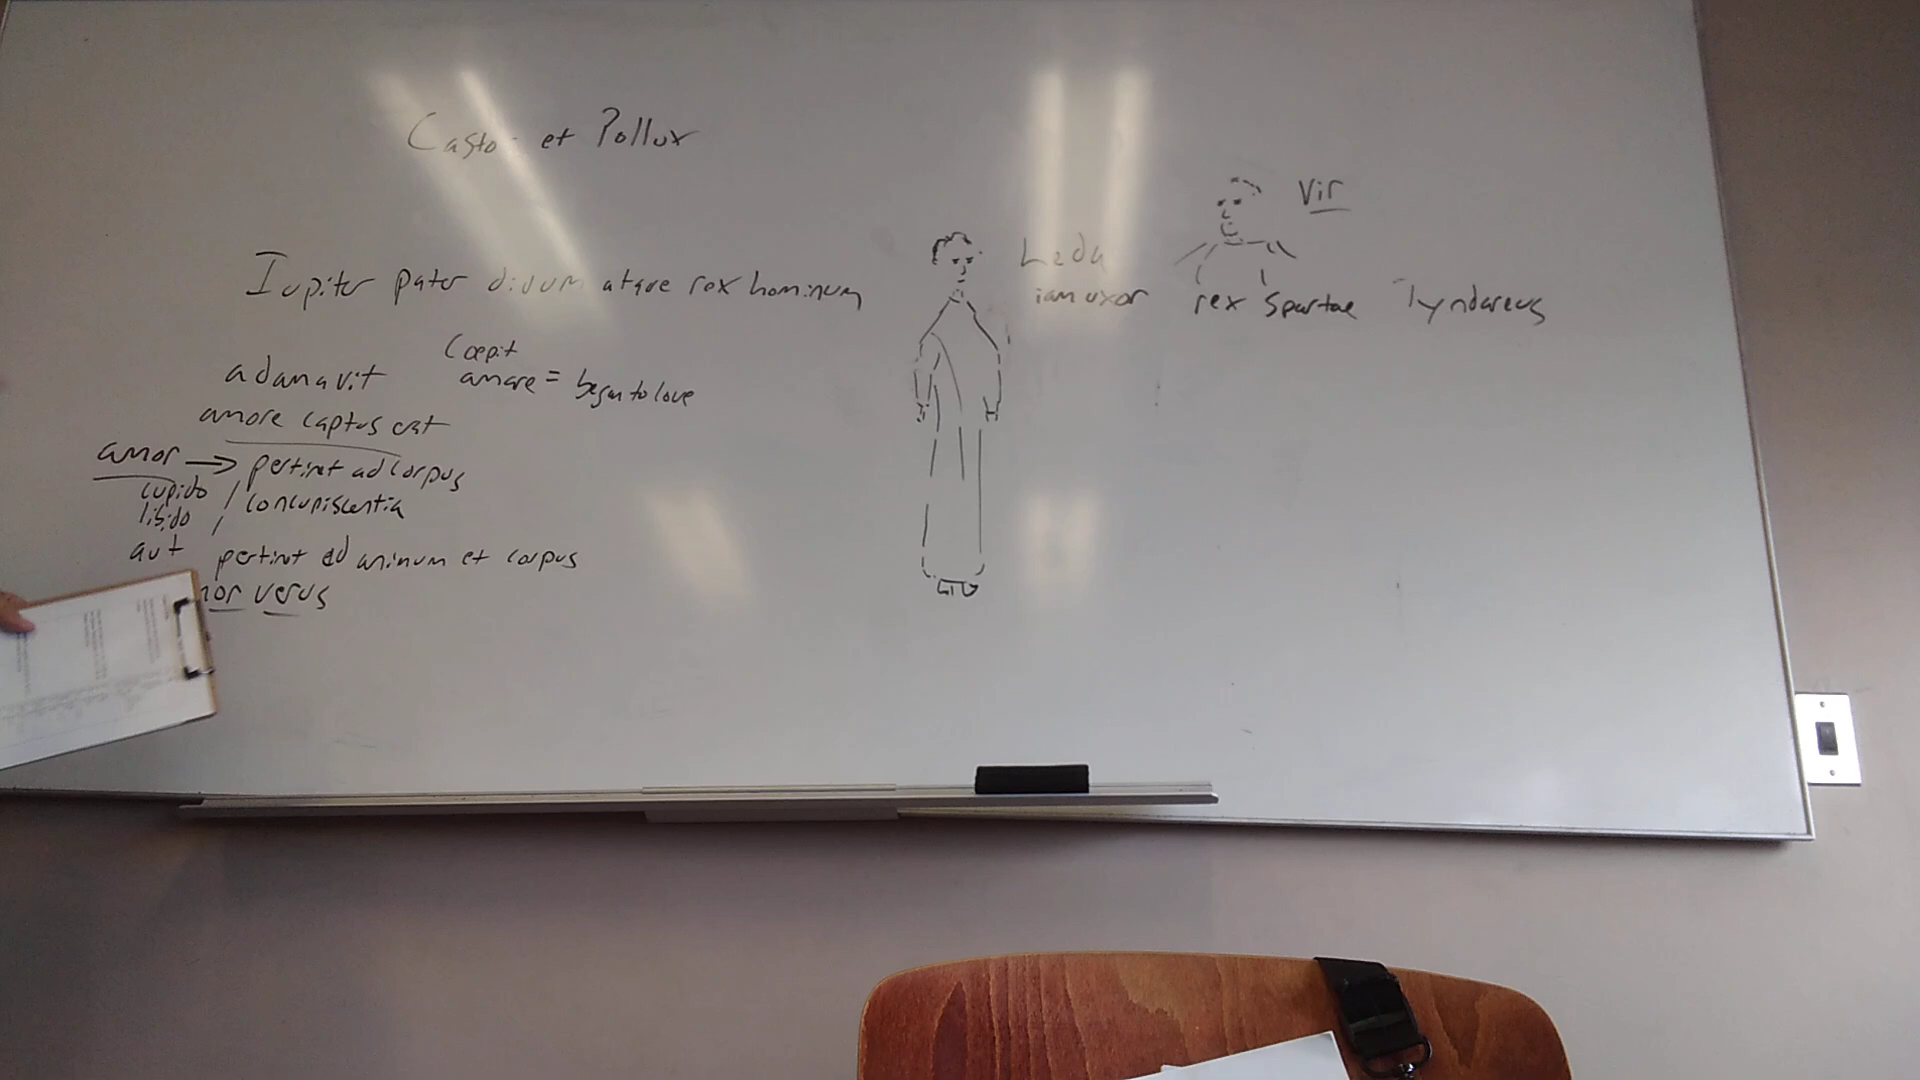 Castor et Pollux
Vir
Iupiter pater divum atque rex hominum
Leda
iam uxor
rex Spartae Tyndareus
adamavit
coepit
amare = began to love
amore captus est
amor → pertinet ad corpus
cupido / concupiscentia
libido /
aut pertinet ad animum et corpus
verus